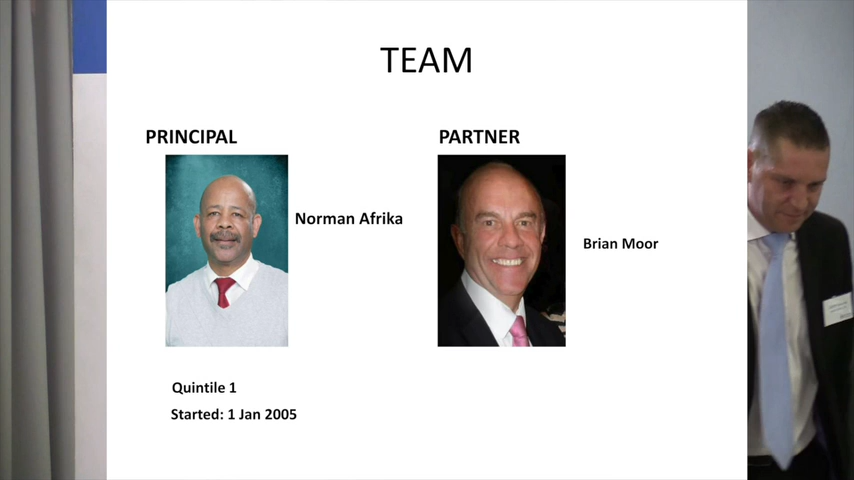 TEAM
PRINCIPAL
PARTNER
Norman Afrika
Brian Moor
Quintile 1
Started: 1 Jan 2005